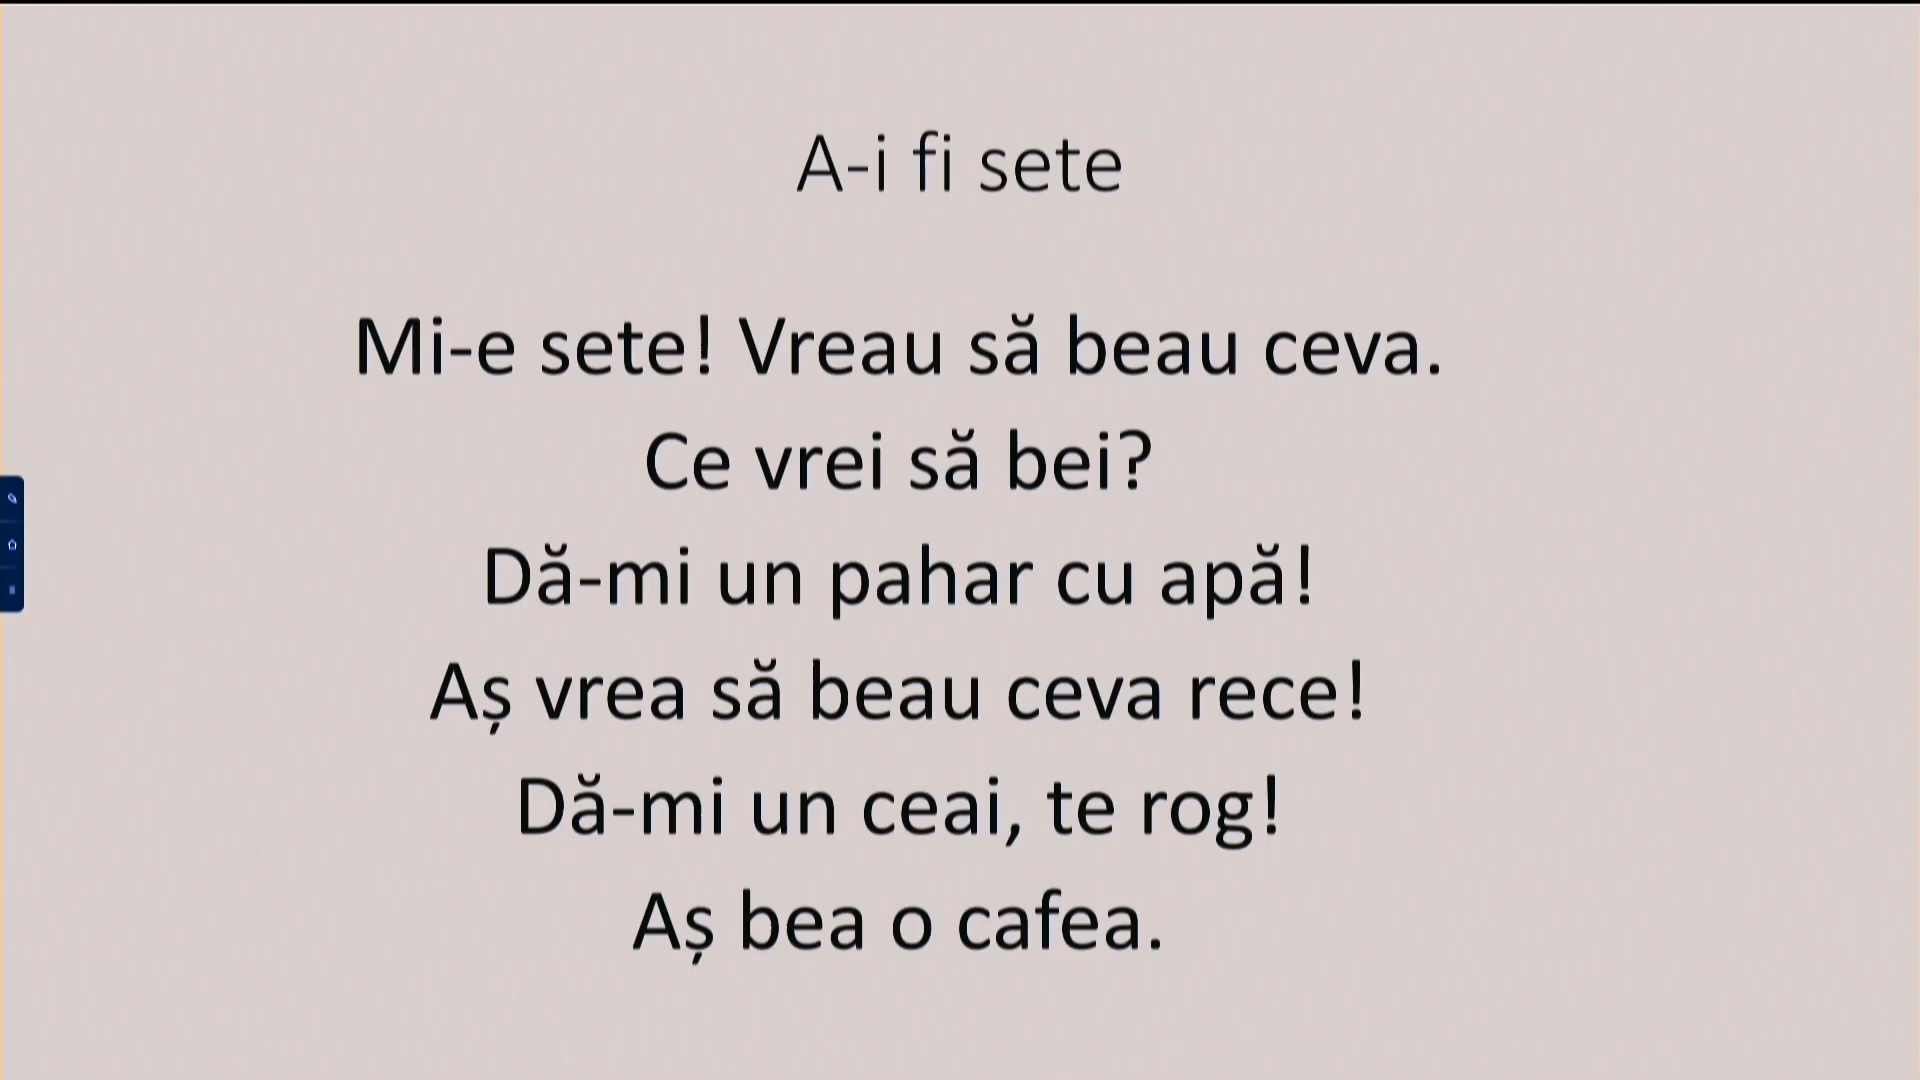 A-i fi sete
Mi-e sete! Vreau să beau ceva.
Ce vrei să bei?
Dă-mi un pahar cu apă!
Aș vrea să beau ceva rece!
Dă-mi un ceai, te rog!
Aș bea o cafea.